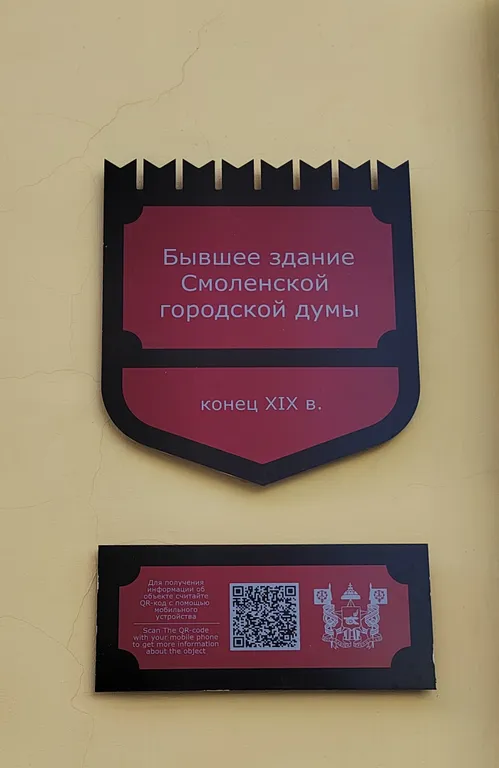 Бывшее здание
Смоленской
городской думы
конец XIX в.
Для получения
информации об
объекте считайте
QR-код с помощью
мобильного
устройства
Scan The QR-code
with your mobile phone
to get more information
about the object